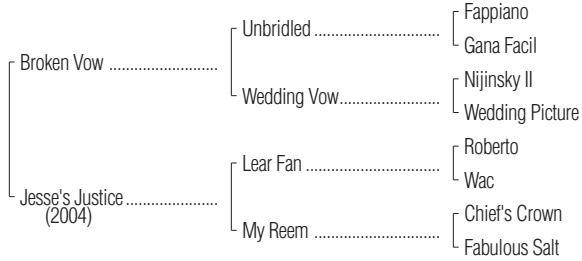 Fappiano
Unbridled ........................................
Gana Facil
Broken Vow ..................................
Nijinsky II
Wedding Vow................................
Wedding Picture
Roberto
Lear Fan ..........................................
Wac
Jesse's Justice .............................
(2004)
Chief's Crown
My Reem ........................................
Fabulous Salt